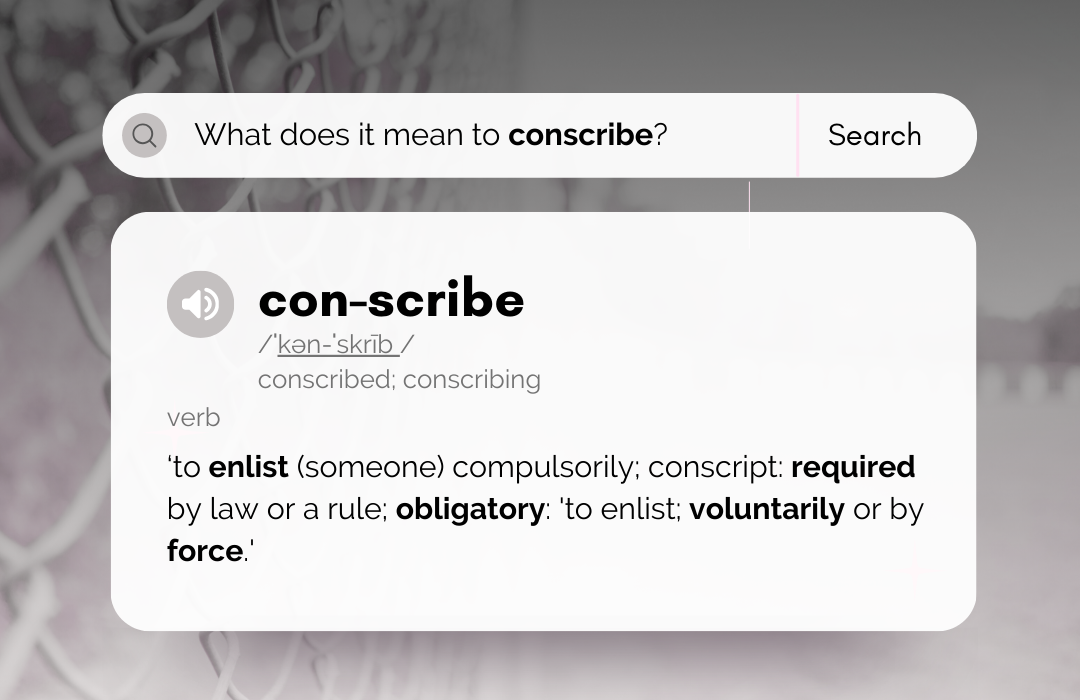 What does it mean to conscribe?
Search
con-scribe
/ˈkən-ˈskrīb /
conscribed; conscribing
verb
‘to enlist (someone) compulsorily; conscript: required
by law or a rule; obligatory: 'to enlist; voluntarily or by
force.'